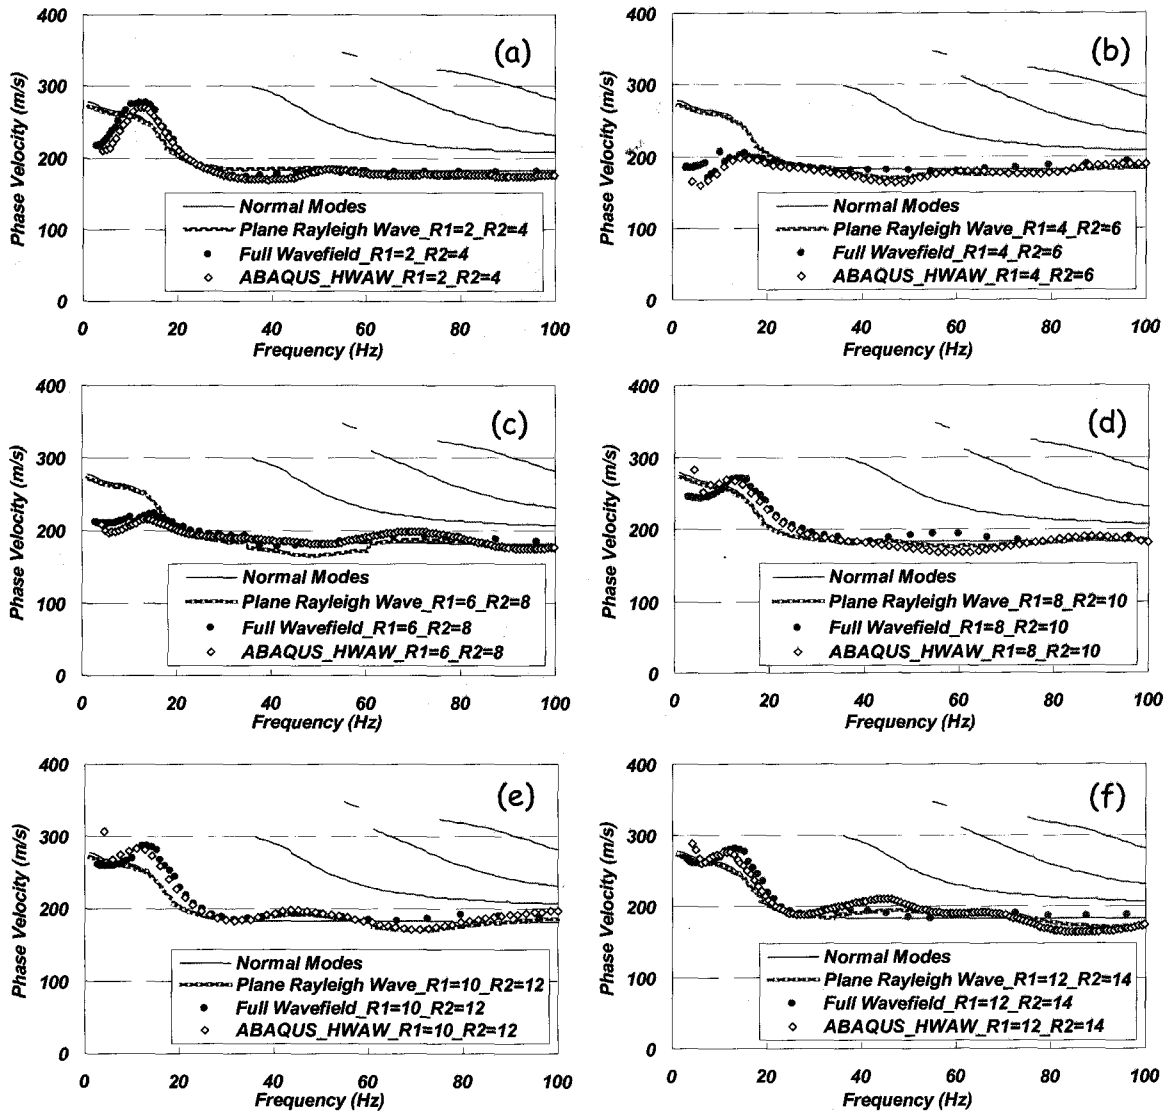 (a)
Phase Velocity (m/s)
400
300
200
100
0
Normal Modes
Plane Rayleigh Wave_R1=2_R2=4
Full Wavefield_R1=2_R2=4
ABAQUS_HWAW_R1=2_R2=4
0 20 40 60 80 100
Frequency (Hz)
(b)
Phase Velocity (m/s)
400
300
200
100
0
Normal Modes
Plane Rayleigh Wave_R1=4_R2=6
Full Wavefield_R1=4_R2=6
ABAQUS_HWAW_R1=4_R2=6
0 20 40 60 80 100
Frequency (Hz)
(c)
Phase Velocity (m/s)
400
300
200
100
0
Normal Modes
Plane Rayleigh Wave_R1=6_R2=8
Full Wavefield_R1=6_R2=8
ABAQUS_HWAW_R1=6_R2=8
0 20 40 60 80 100
Frequency (Hz)
(d)
Phase Velocity (m/s)
400
300
200
100
0
Normal Modes
Plane Rayleigh Wave_R1=8_R2=10
Full Wavefield_R1=8_R2=10
ABAQUS_HWAW_R1=8_R2=10
0 20 40 60 80 100
Frequency (Hz)
(e)
Phase Velocity (m/s)
400
300
200
100
0
Normal Modes
Plane Rayleigh Wave_R1=10_R2=12
Full Wavefield_R1=10_R2=12
ABAQUS_HWAW_R1=10_R2=12
0 20 40 60 80 100
Frequency (Hz)
(f)
Phase Velocity (m/s)
400
300
200
100
0
Normal Modes
Plane Rayleigh Wave_R1=12_R2=14
Full Wavefield_R1=12_R2=14
ABAQUS_HWAW_R1=12_R2=14
0 20 40 60 80 100
Frequency (Hz)